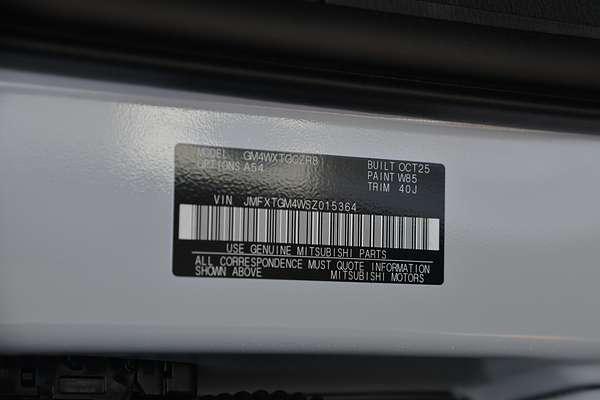 MODEL GM4WXTGCZR8 BUILT OCT25
OPTIONS A54 PAINT W85
TRIM 40J
VIN JMFXTGM4WSZ015364
USE GENUINE MITSUBISHI PARTS
ALL CORRESPONDENCE MUST QUOTE INFORMATION
SHOWN ABOVE MITSUBISHI MOTORS